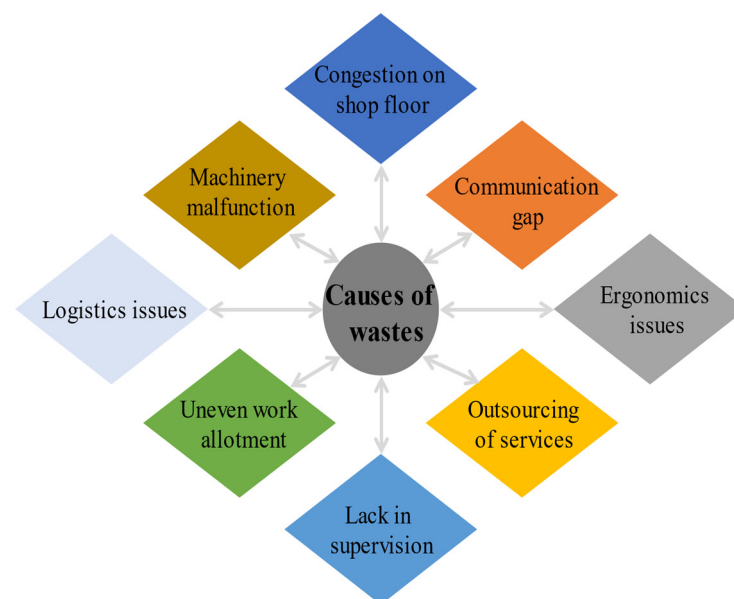 Congestion on
shop floor
Machinery
malfunction
Communication
gap
Logistics issues
Causes of
wastes
Ergonomics
issues
Uneven work
allotment
Outsourcing
of services
Lack in
supervision